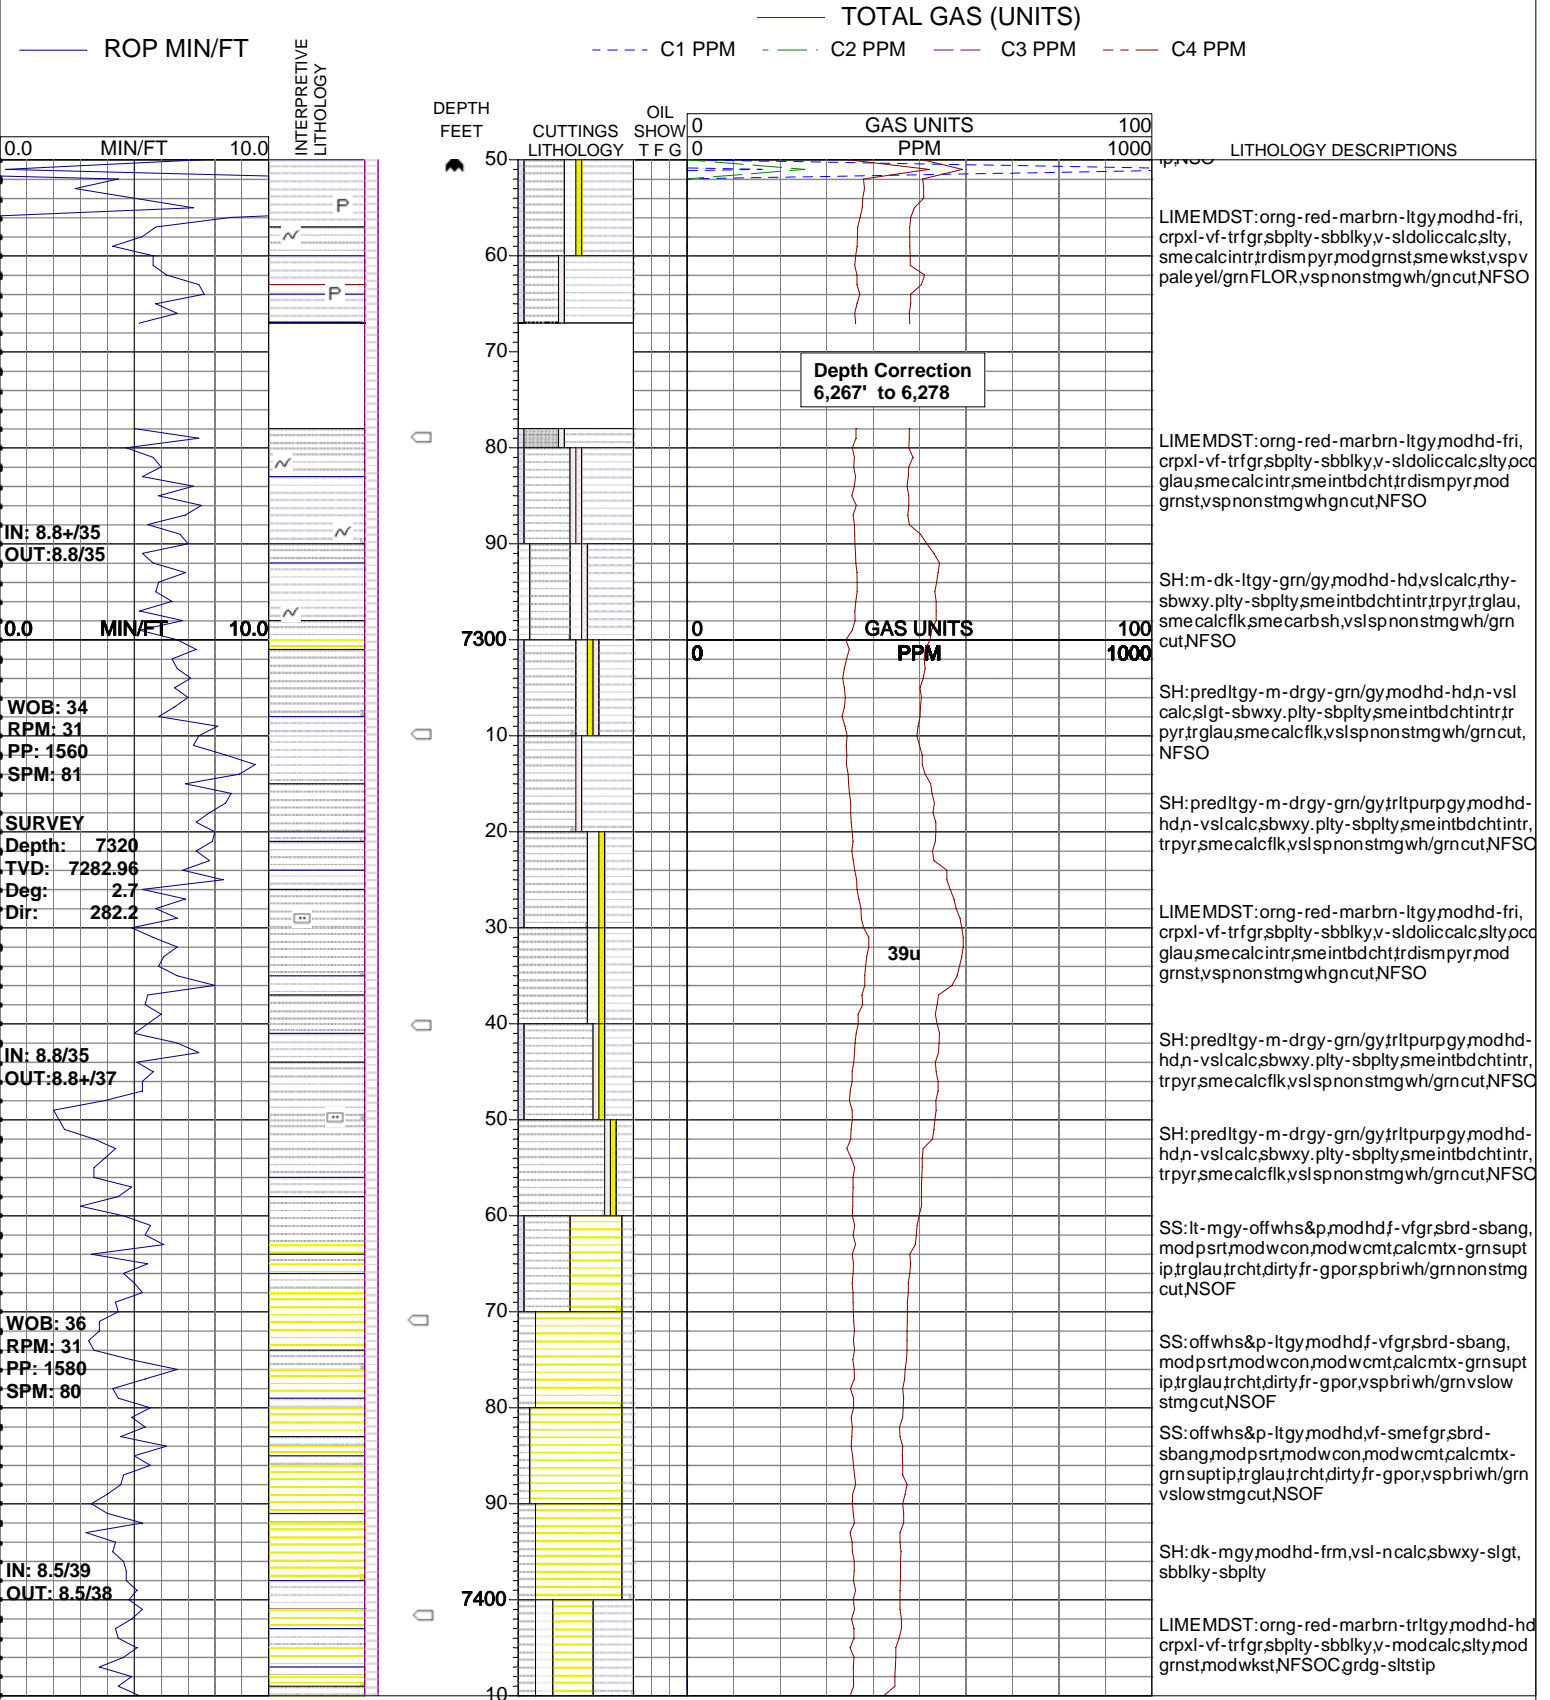 TOTAL GAS (UNITS)
ROP MIN/FT
C1 PPM C2 PPM C3 PPM C4 PPM
INTERPRETIVE
LITHOLOGY
DEPTH
FEET
CUTTINGS
LITHOLOGY
OIL
SHOW
T F G
0.0 MIN/FT 10.0
0 GAS UNITS 100
0 PPM 1000
LITHOLOGY DESCRIPTIONS
50
ip,NSO
P
LIMEMDST:orng-red-marbrn-ltgy,modhd-fri,
crpxl-vf-trfgr,sbplty-sbblky,v-sldoliccalc,slty,
smecalcintr,trdismpyr,modgrnst,smewkst,vspv
paleyel/grnFLOR,vspnonstmgwh/gncut,NFSO
60
P
70
Depth Correction
6,267' to 6,278
80
LIMEMDST:orng-red-marbrn-ltgy,modhd-fri,
crpxl-vf-trfgr,sbplty-sbblky,v-sldoliccalc,slty,occ
glau,smecalcintr,smeintbdcht,trdismpyr,mod
grnst,vspnonstmgwhgncut,NFSO
IN: 8.8+/35
OUT:8.8/35
90
SH:m-dk-ltgy-grn/gy,modhd-hd,vslcalc,rthy-
sbwxy.plty-sbplty,smeintbdchtintr,trpyr,trglau,
smecalcflk,smecarbsh,vslspnonstmgwh/grn
cut,NFSO
0.0 MIN/FT 10.0
7300
0 GAS UNITS 100
0 PPM 1000
SH:predltgy-m-drgy-grn/gy,modhd-hd,n-vsl
calc,slgt-sbwxy.plty-sbplty,smeintbdchtintr,tr
pyr,trglau,smecalcflk,vslspnonstmgwh/grncut,
NFSO
WOB: 34
RPM: 31
PP: 1560
SPM: 81
10
SH:predltgy-m-drgy-grn/gy,trltpurpgy,modhd-
hd,n-vslcalc,sbwxy.plty-sbplty,smeintbdchtintr,
trpyr,smecalcflk,vslspnonstmgwh/grncut,NFSO
20
SURVEY
Depth: 7320
TVD: 7282.96
Deg: 2.7
Dir: 282.2
LIMEMDST:orng-red-marbrn-ltgy,modhd-fri,
crpxl-vf-trfgr,sbplty-sbblky,v-sldoliccalc,slty,occ
glau,smecalcintr,smeintbdcht,trdismpyr,mod
grnst,vspnonstmgwhgncut,NFSO
30
39u
40
SH:predltgy-m-drgy-grn/gy,trltpurpgy,modhd-
hd,n-vslcalc,sbwxy.plty-sbplty,smeintbdchtintr,
trpyr,smecalcflk,vslspnonstmgwh/grncut,NFSO
IN: 8.8/35
OUT:8.8+/37
50
SH:predltgy-m-drgy-grn/gy,trltpurpgy,modhd-
hd,n-vslcalc,sbwxy.plty-sbplty,smeintbdchtintr,
trpyr,smecalcflk,vslspnonstmgwh/grncut,NFSO
60
SS:lt-mgy-offwhs&p,modhd,f-vfgr,sbrd-sbang,
modpsrt,modwcon,modwcmt,calcmtx-grnsupt
ip,trglau,trcht,dirty,fr-gpor,spbriwh/grnnonstmg
cut,NSOF
70
WOB: 36
RPM: 31
PP: 1580
SPM: 80
SS:offwhs&p-ltgy,modhd,f-vfgr,sbrd-sbang,
modpsrt,modwcon,modwcmt,calcmtx-grnsupt
ip,trglau,trcht,dirty,fr-gpor,vspbriwh/grnvslow
stmgcut,NSOF
80
SS:offwhs&p-ltgy,modhd,vf-smefgr,sbrd-
sbang,modpsrt,modwcon,modwcmt,calcmtx-
grnsuptip,trglau,trcht,dirty,fr-gpor,vspbriwh/grn
vslowstmgcut,NSOF
90
SH:dk-mgy,modhd-frm,vsl-ncalc,sbwxy-slgt,
sbblky-sbplty
IN: 8.5/39
OUT: 8.5/38
7400
LIMEMDST:orng-red-marbrn-trltgy,modhd-hd
crpxl-vf-trfgr,sbplty-sbblky,v-modcalc,slty,mod
grnst,modwkst,NFSOC,grdg-sltstip
10